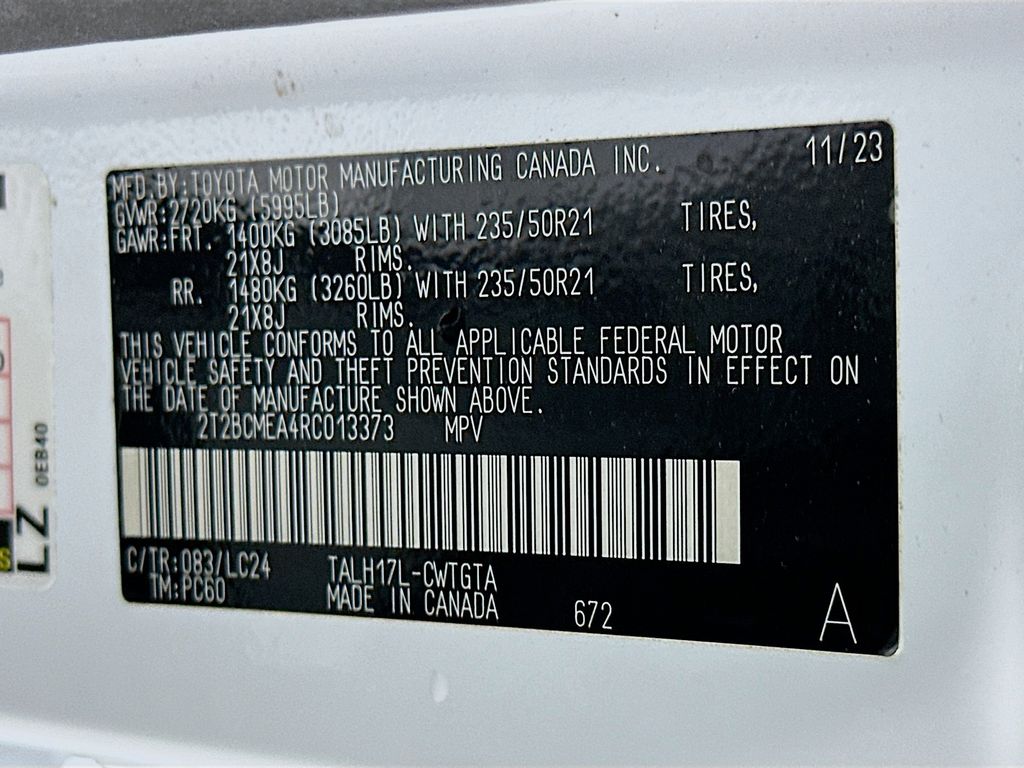 MFD. BY: TOYOTA MOTOR MANUFACTURING CANADA INC. 11/23
GVWR: 2720KG (5995LB)
GAWR: FRT. 1400KG (3085LB) WITH 235/50R21 TIRES,
21X8J RIMS.
RR. 1480KG (3260LB) WITH 235/50R21 TIRES,
21X8J RIMS.
THIS VEHICLE CONFORMS TO ALL APPLICABLE FEDERAL MOTOR
VEHICLE SAFETY AND THEFT PREVENTION STANDARDS IN EFFECT ON
THE DATE OF MANUFACTURE SHOWN ABOVE.
2T2BCMEA4RC013373 MPV
C/TR: 0B3/LC24 TALH17L-CWTGTA
TM: PC60 MADE IN CANADA 672 A
LZ 0EB40